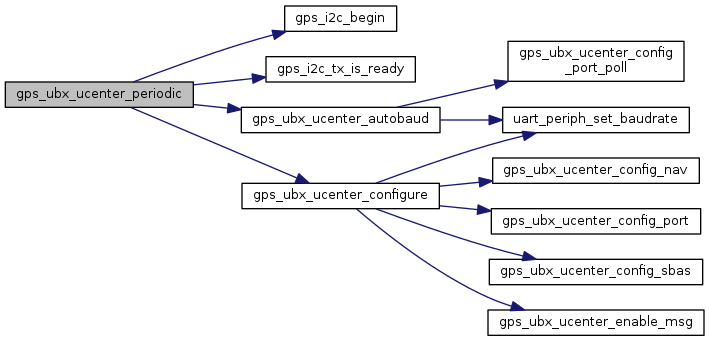 gps_i2c_begin
gps_ubx_ucenter_config
_port_poll
gps_i2c_tx_is_ready
gps_ubx_ucenter_periodic
gps_ubx_ucenter_autobaud
uart_periph_set_baudrate
gps_ubx_ucenter_config_nav
gps_ubx_ucenter_configure
gps_ubx_ucenter_config_port
gps_ubx_ucenter_config_sbas
gps_ubx_ucenter_enable_msg